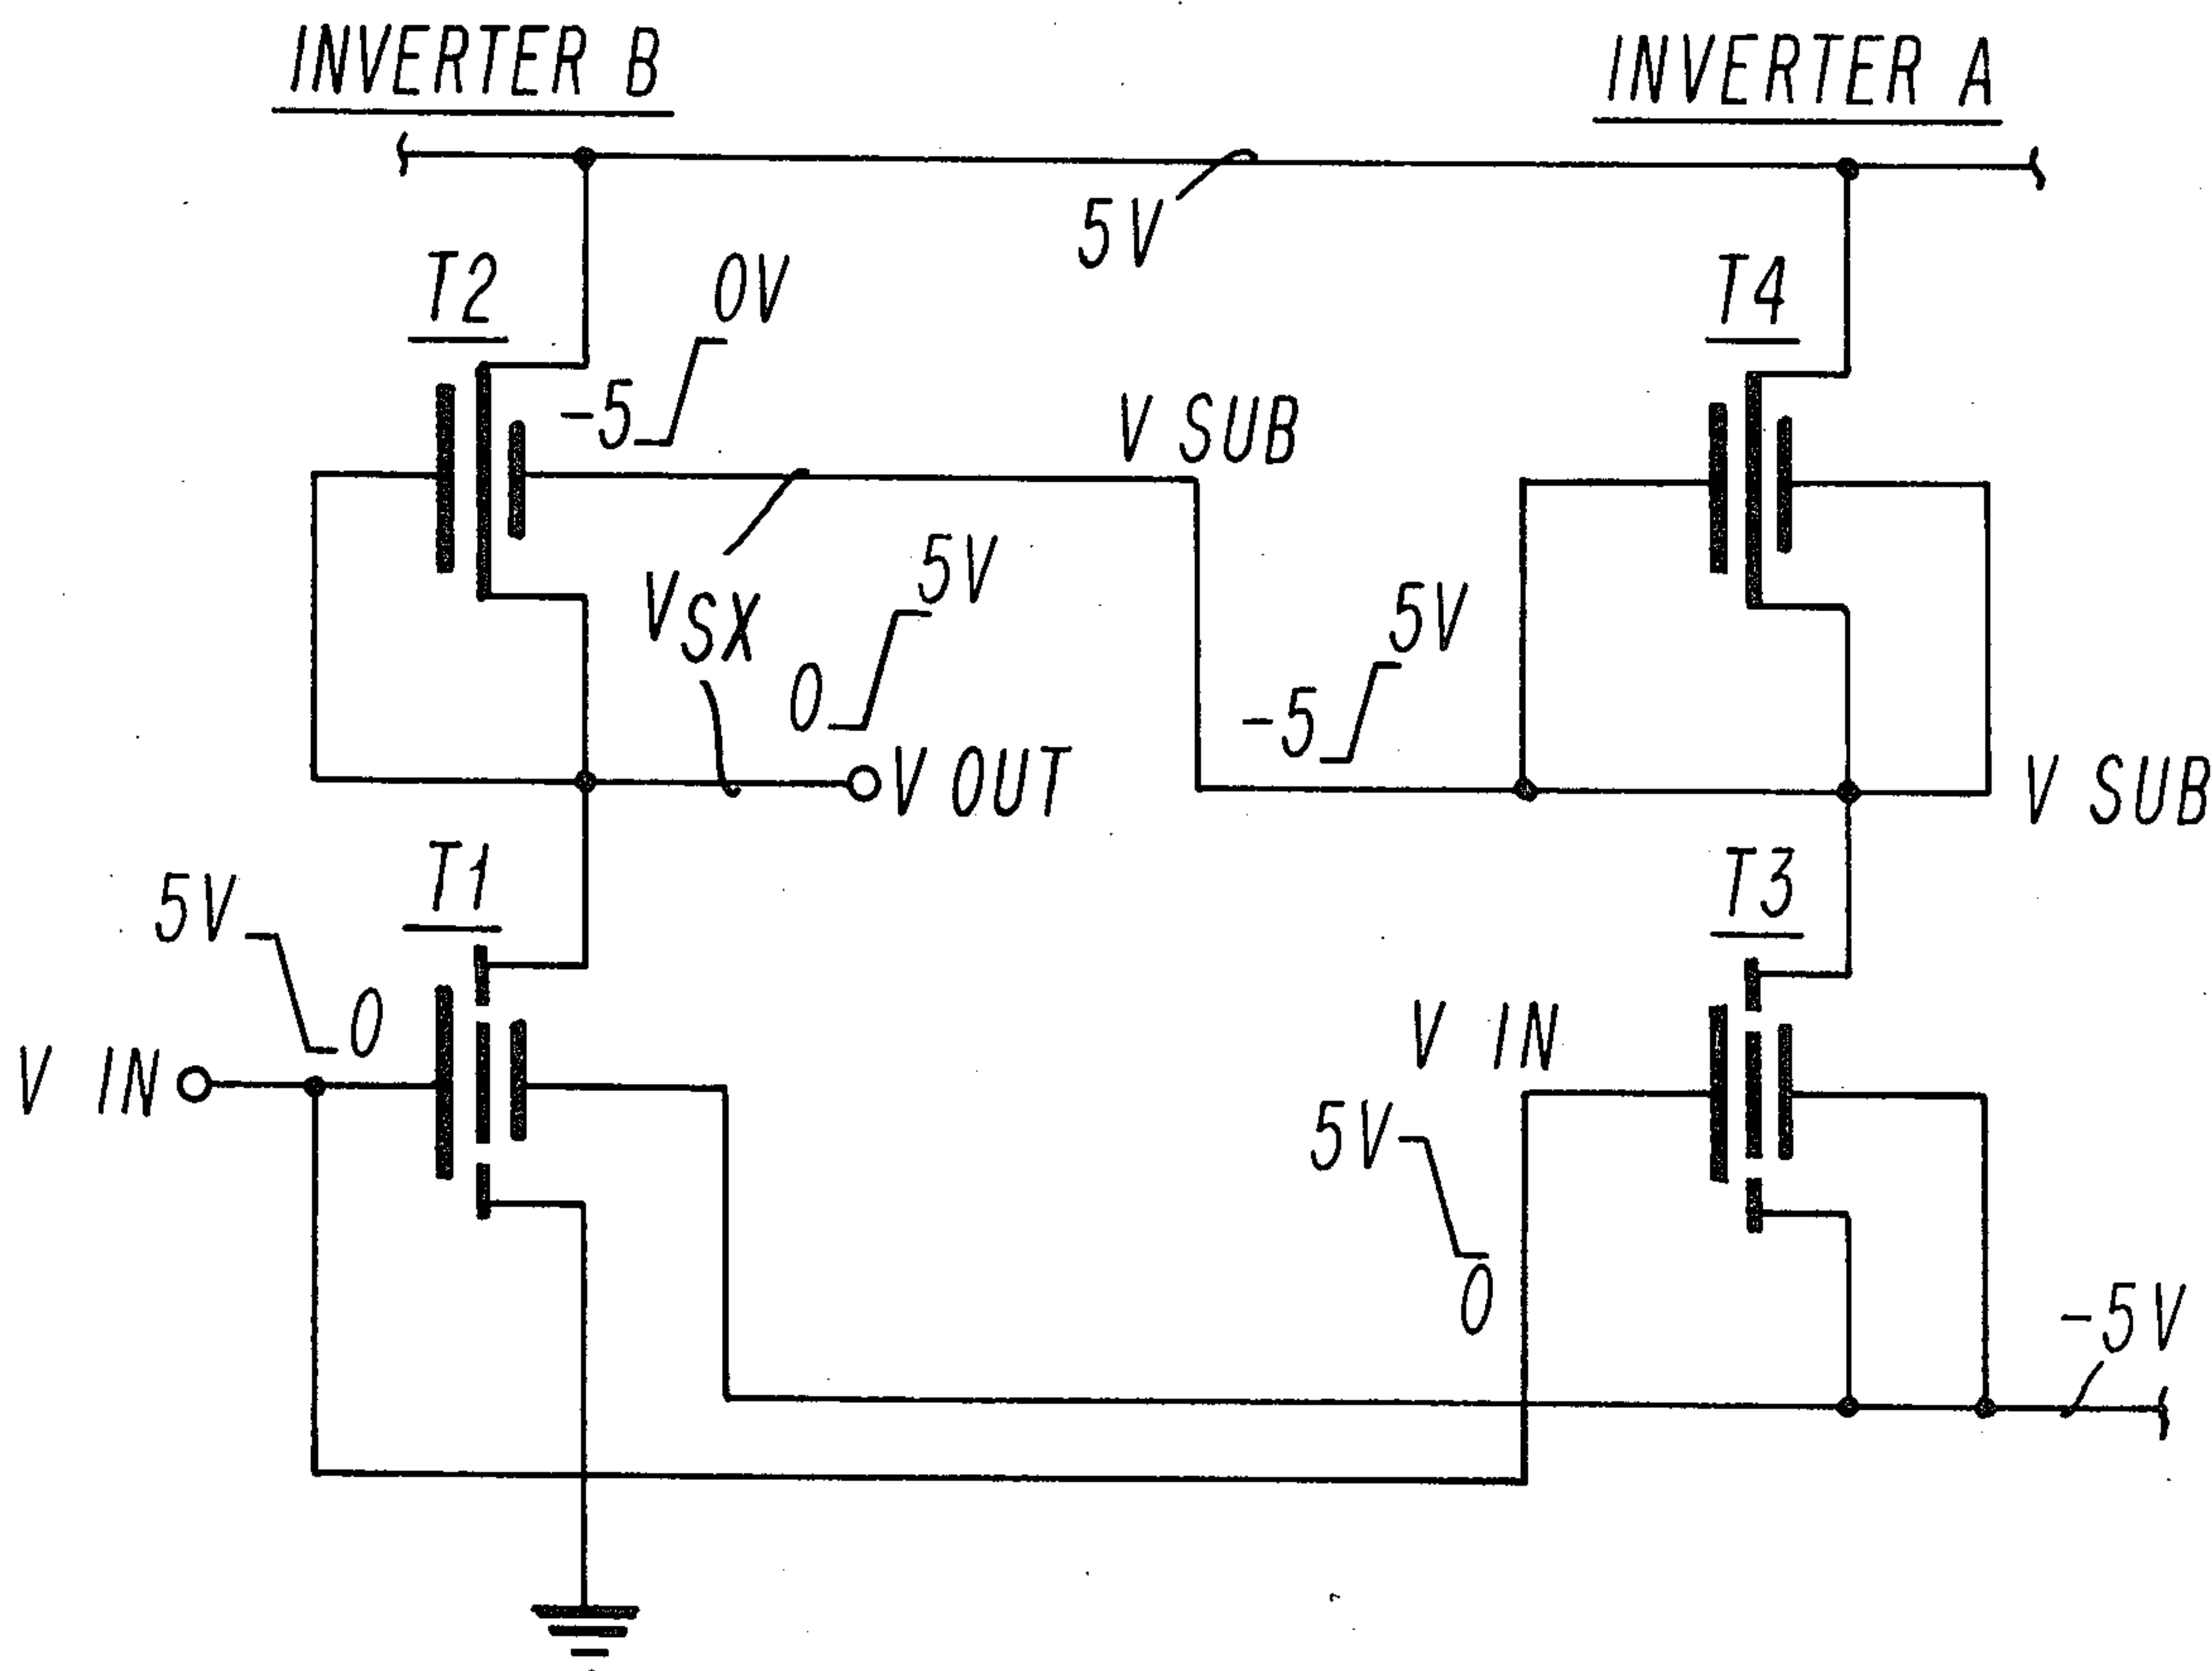 INVERTER B
INVERTER A
5V
T2
0V
-5
V SUB
T4
VSX
0
5V
-5
5V
V OUT
V SUB
T1
T3
5V
0
V IN
V IN
5V
0
-5V